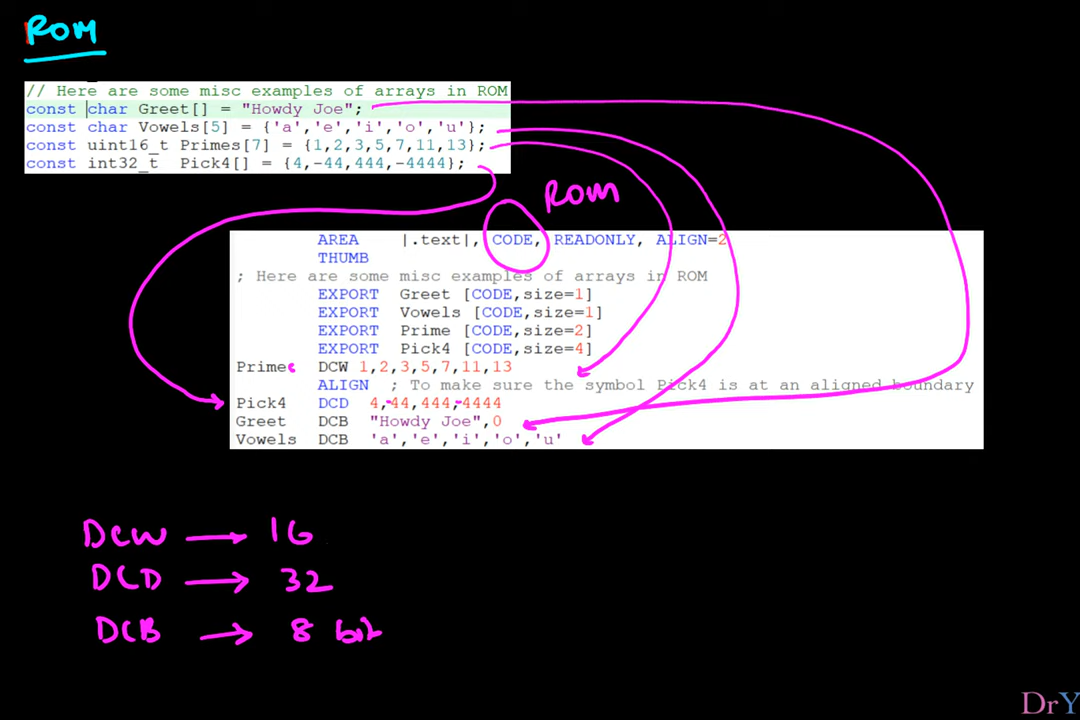 ROM
// Here are some misc examples of arrays in ROM
const char Greet[] = "Howdy Joe";
const char Vowels[5] = {'a','e','i','o','u'};
const uint16_t Primes[7] = {1,2,3,5,7,11,13};
const int32_t  Pick4[] = {4,-44,444,-4444};
ROM
AREA    |.text|, CODE, READONLY, ALIGN=2
THUMB
; Here are some misc examples of arrays in ROM
EXPORT  Greet [CODE,size=1]
EXPORT  Vowels [CODE,size=1]
EXPORT  Prime [CODE,size=2]
EXPORT  Pick4 [CODE,size=4]
Primes  DCW 1,2,3,5,7,11,13
ALIGN  ; To make sure the symbol Pick4 is at an aligned boundary
Pick4   DCD  4,-44,444,-4444
Greet   DCB  "Howdy Joe",0
Vowels  DCB  'a','e','i','o','u'
DCW → 16
DCD → 32
DCB → 8 bit
DrY